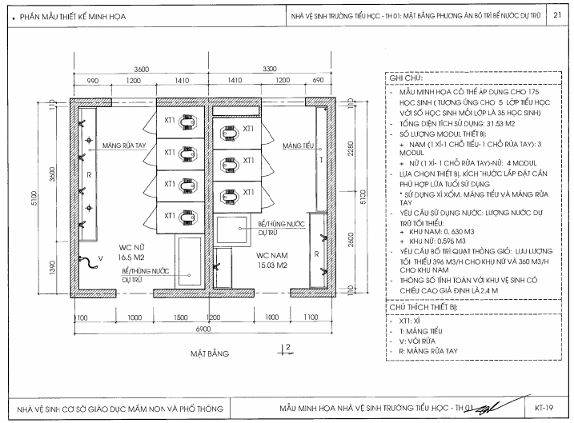 • PHẦN MẪU THIẾT KẾ MINH HỌA
NHÀ VỆ SINH TRƯỜNG TIỂU HỌC - TH 01: MẶT BẰNG PHƯƠNG ÁN BỐ TRÍ BỂ NƯỚC DỰ TRỮ
21
3600 3300
990 1200 1410 1410 1200 690
XT1 XT1
XT1 XT1
XT1
XT1
MÁNG RỬA TAY
MÁNG TIỂU
T
R
R
V
110 3600 1390 110
5100
110 2280 2600 110
5100
BỂ/THÙNG NƯỚC
DỰ TRỮ
WC NỮ
16.5 M2
WC NAM
15.03 M2
BỂ/THÙNG NƯỚC
DỰ TRỮ
1100 1000 1500 1200 1000 1100
6900
MẶT BẰNG
2
GHI CHÚ:
- MẪU MINH HỌA CÓ THỂ ÁP DỤNG CHO 175
HỌC SINH ( TƯƠNG ỨNG CHO 5 LỚP TIỂU HỌC
VỚI SỐ HỌC SINH MỖI LỚP LÀ 35 HỌC SINH)
- TỔNG DIỆN TÍCH SỬ DỤNG: 31.53 M2
- SỐ LƯỢNG MODUL THIẾT BỊ:
+ NAM (1 XÍ-1 CHỖ TIỂU- 1 CHỖ RỬA TAY): 3
MODUL
+ NỮ (1 XÍ- 1 CHỖ RỬA TAY)-NỮ: 4 MODUL
- LỰA CHỌN THIẾT BỊ, KÍCH THƯỚC LẮP ĐẶT CẦN
PHÙ HỢP LỨA TUỔI SỬ DỤNG
* SỬ DỤNG XÍ XỔM, MÁNG TIỂU VÀ MÁNG RỬA
TAY
- YÊU CẦU SỬ DỤNG NƯỚC: LƯỢNG NƯỚC DỰ
TRỮ TỐI THIỂU:
+ KHU NAM: 0. 630 M3
+ KHU NỮ: 0.595 M3
- YÊU CẦU BỐ TRÍ QUẠT THÔNG GIÓ: LƯU LƯỢNG
TỐI THIỂU 396 M3/H CHO KHU NỮ VÀ 360 M3/H
CHO KHU NAM
- THÔNG SỐ TÍNH TOÁN VỚI KHU VỆ SINH CÓ
CHIỀU CAO GIẢ ĐỊNH LÀ 2,4 M
CHÚ THÍCH THIẾT BỊ:
- XT1: XÍ
- T: MÁNG TIỂU
- V: VÒI RỬA
- R: MÁNG RỬA TAY
NHÀ VỆ SINH CƠ SỞ GIÁO DỤC MẦM NON VÀ PHỔ THÔNG
MẪU MINH HỌA NHÀ VỆ SINH TRƯỜNG TIỂU HỌC - TH 01
KT-19